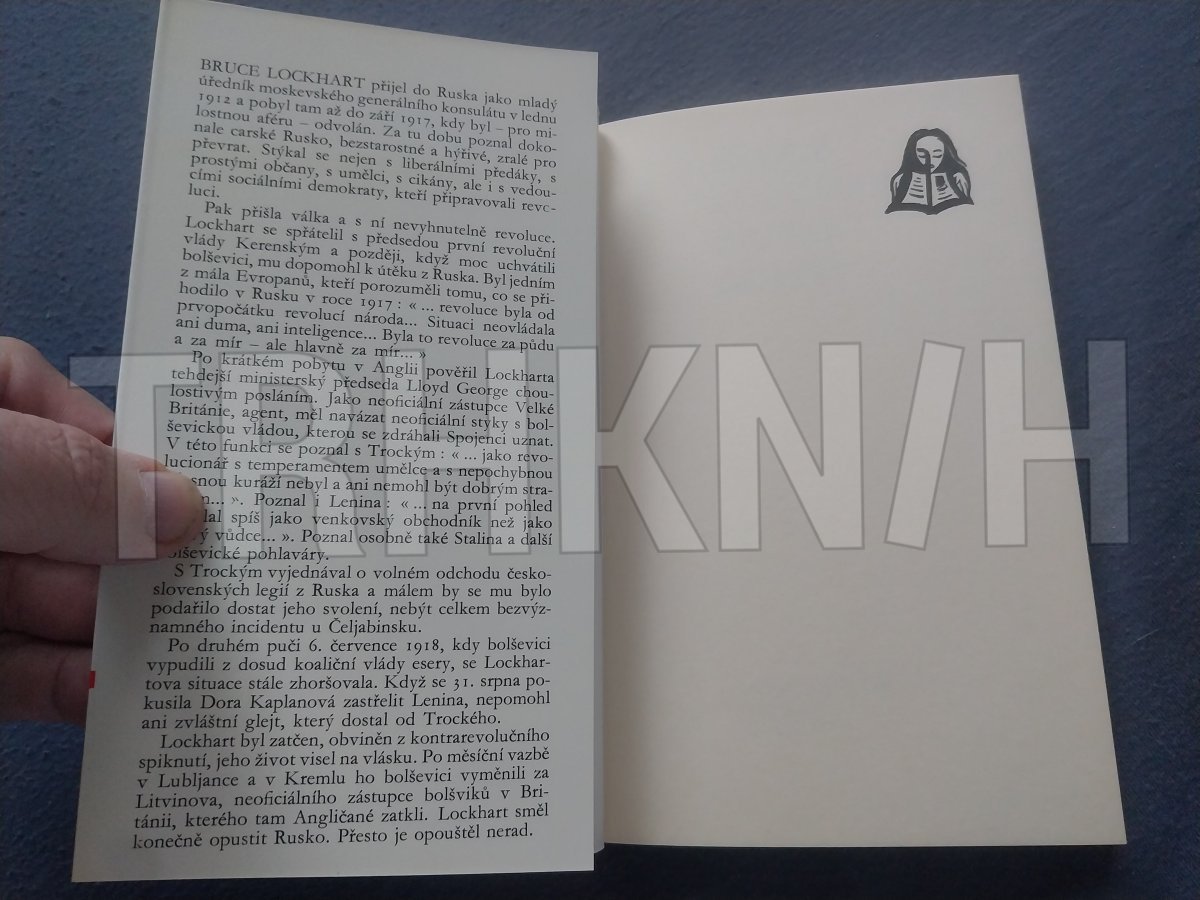 BRUCE LOCKHART přijel do Ruska jako mladý
úředník moskevského generálního konsulátu v lednu
1912 a pobyl tam až do září 1917, kdy byl – pro mi-
lostnou aféru – odvolán. Za tu dobu poznal doko-
nale carské Rusko, bezstarostné a hýřivé, zralé pro
převrat. Stýkal se nejen s liberálními předáky, s
prostými občany, s umělci, s cikány, ale i s vedou-
cími sociálními demokraty, kteří připravovali revo-
luci.
Pak přišla válka a s ní nevyhnutelně revoluce.
Lockhart se spřátelil s předsedou první revoluční
vlády Kerenským a později, když moc uchvátili
bolševici, mu dopomohl k útěku z Ruska. Byl jedním
z mála Evropanů, kteří porozuměli tomu, co se při-
hodilo v Rusku v roce 1917 : « ... revoluce byla od
prvopočátku revolucí národa... Situaci neovládala
ani duma, ani inteligence... Byla to revoluce za půdu
a za mír – ale hlavně za mír... »
Po krátkém pobytu v Anglii pověřil Lockharta
tehdejší ministerský předseda Lloyd George chou-
lostivým posláním. Jako neoficiální zástupce Velké
Británie, agent, měl navázat neoficiální styky s bol-
ševickou vládou, kterou se zdráhali Spojenci uznat.
V této funkci se poznal s Trockým : « ... jako revo-
lucionář s temperamentem umělce a s nepochybnou
snou kuráží nebyl a ani nemohl být dobrým stra-
n... ». Poznal i Lenina : « ... na první pohled
lal spíš jako venkovský obchodník než jako
ý vůdce... ». Poznal osobně také Stalina a další
olševické pohlaváry.
S Trockým vyjednával o volném odchodu česko-
slovenských legií z Ruska a málem by se mu bylo
podařilo dostat jeho svolení, nebýt celkem bezvýz-
namného incidentu u Čeljabinsku.
Po druhém puči 6. července 1918, kdy bolševici
vypudili z dosud koaliční vlády esery, se Lockhar-
tova situace stále zhoršovala. Když se 31. srpna po-
kusila Dora Kaplanová zastřelit Lenina, nepomohl
ani zvláštní glejt, který dostal od Trockého.
Lockhart byl zatčen, obviněn z kontrarevolučního
spiknutí, jeho život visel na vlásku. Po měsíční vazbě
v Lubljance a v Kremlu ho bolševici vyměnili za
Litvinova, neoficiálního zástupce bolšviků v Bri-
tánii, kterého tam Angličané zatkli. Lockhart směl
konečně opustit Rusko. Přesto je opouštěl nerad.
TRHKN/H